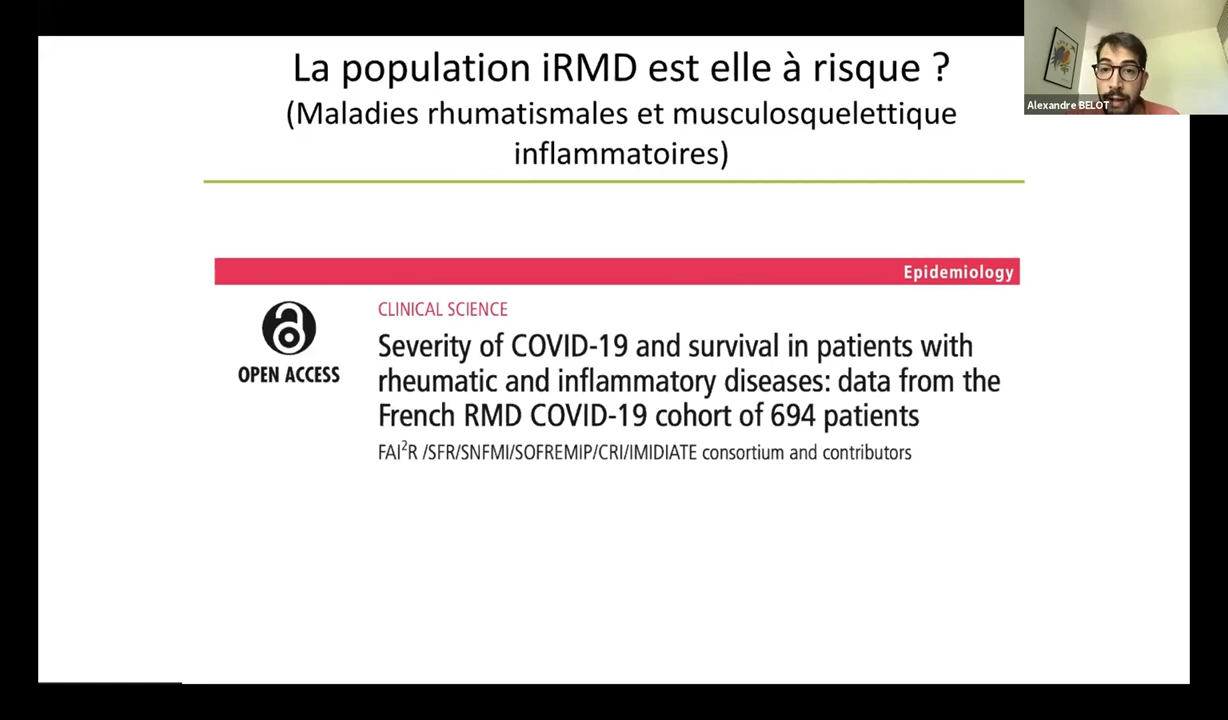 La population iRMD est elle à risque ?
(Maladies rhumatismales et musculosquelettique
inflammatoires)
Alexandre BELOT
Epidemiology
OPEN ACCESS
CLINICAL SCIENCE
Severity of COVID-19 and survival in patients with
rheumatic and inflammatory diseases: data from the
French RMD COVID-19 cohort of 694 patients
FAI²R /SFR/SNFMI/SOFREMIP/CRI/IMIDIATE consortium and contributors